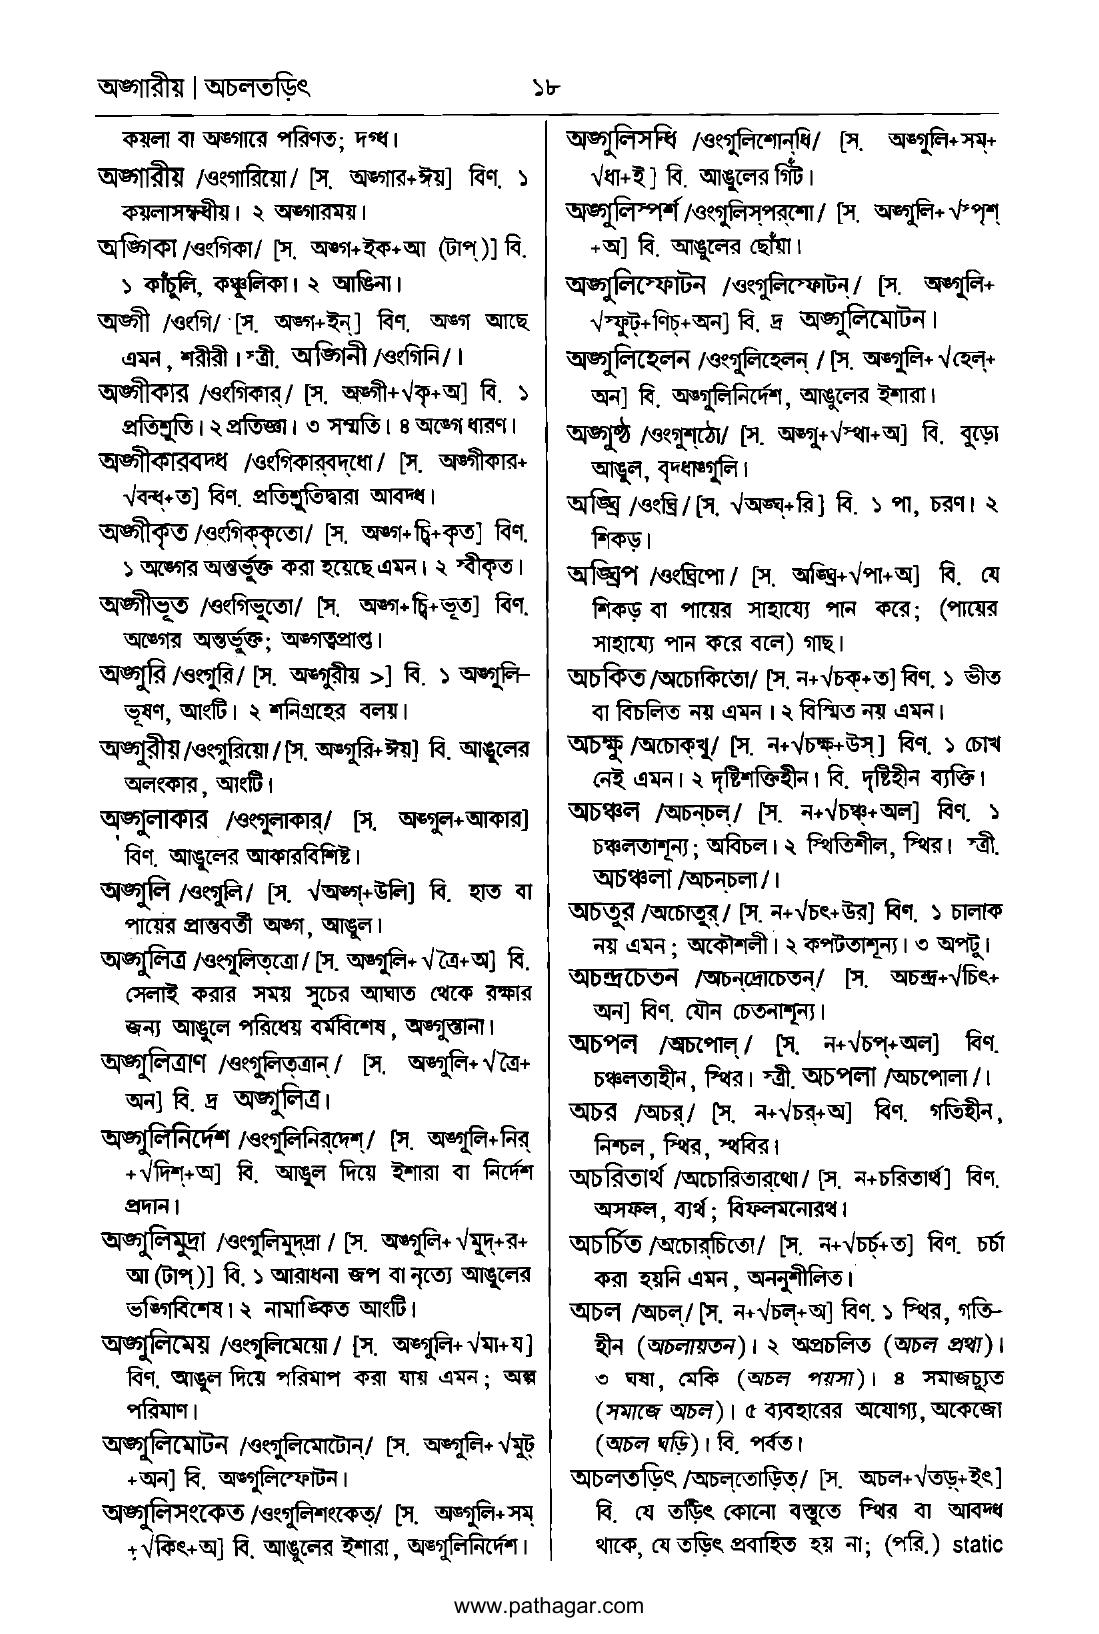 অঙ্গারীয় | অচলতড়িৎ
১৮
কয়লা বা অঙ্গারে পরিণত; দগ্ধ।
অঙ্গারীয় /ওংগারিয়ো/ [স. অঙ্গার+ঈয়] বিণ. ১
কয়লাসম্বন্ধীয়। ২ অঙ্গারময়।
অঙ্গিকা /ওংগিকা/ [স. অঙ্গ+ইক+আ (টাপ্)] বি.
১ কাঁচুলি, কঞ্চুলিকা। ২ আঙিনা।
অঙ্গী /ওংগি/ [স. অঙ্গ+ইন্] বিণ. অঙ্গ আছে
এমন, শরীরী। স্ত্রী. অঙ্গিনী /ওংগিনি/।
অঙ্গীকার /ওংগিকার্/ [স. অঙ্গী+√কৃ+অ] বি. ১
প্রতিশ্রুতি। ২ প্রতিজ্ঞা। ৩ সম্মতি। ৪ অঙ্গে ধারণ।
অঙ্গীকারবদ্ধ /ওংগিকার্‌বদ্‌ধো/ [স. অঙ্গীকার+
√বন্ধ্+ত] বিণ. প্রতিশ্রুতিদ্বারা আবদ্ধ।
অঙ্গীকৃত /ওংগিক্‌কৃতো/ [স. অঙ্গ+চ্বি+কৃত] বিণ.
১ অঙ্গের অন্তর্ভুক্ত করা হয়েছে এমন। ২ স্বীকৃত।
অঙ্গীভূত /ওংগিভুতো/ [স. অঙ্গ+চ্বি+ভূত] বিণ.
অঙ্গের অন্তর্ভুক্ত; অঙ্গত্বপ্রাপ্ত।
অঙ্গুরি /ওংগুরি/ [স. অঙ্গুরীয় >] বি. ১ অঙ্গুলি-
ভূষণ, আংটি। ২ শনিগ্রহের বলয়।
অঙ্গুরীয় /ওংগুরিয়ো/ [স. অঙ্গুরি+ঈয়] বি. আঙুলের
অলংকার, আংটি।
অঙ্গুলাকার /ওংগুলাকার্/ [স. অঙ্গুল+আকার]
বিণ. আঙুলের আকারবিশিষ্ট।
অঙ্গুলি /ওংগুলি/ [স. √অঙ্গ্+উলি] বি. হাত বা
পায়ের প্রান্তবর্তী অঙ্গ, আঙুল।
অঙ্গুলিত্র /ওংগুলিত্‌ত্রো/ [স. অঙ্গুলি+√ত্রৈ+অ] বি.
সেলাই করার সময় সুচের আঘাত থেকে রক্ষার
জন্য আঙুলে পরিধেয় বর্মবিশেষ, অঙ্গুস্তানা।
অঙ্গুলিত্রাণ /ওংগুলিত্‌ত্রান্/ [স. অঙ্গুলি+√ত্রৈ+
অন] বি. দ্র অঙ্গুলিত্র।
অঙ্গুলিনির্দেশ /ওংগুলিনির্‌দেশ্/ [স. অঙ্গুলি+নির্
+√দিশ্+অ] বি. আঙুল দিয়ে ইশারা বা নির্দেশ
প্রদান।
অঙ্গুলিমুদ্রা /ওংগুলিমুদ্‌দ্রা/ [স. অঙ্গুলি+√মুদ্+র+
আ (টাপ্)] বি. ১ আরাধনা জপ বা নৃত্যে আঙুলের
ভঙ্গিবিশেষ। ২ নামাঙ্কিত আংটি।
অঙ্গুলিমেয় /ওংগুলিমেয়ো/ [স. অঙ্গুলি+√মা+য]
বিণ. আঙুল দিয়ে পরিমাপ করা যায় এমন; অল্প
পরিমাণ।
অঙ্গুলিমোটন /ওংগুলিমোটোন্/ [স. অঙ্গুলি+√মুট্
+অন] বি. অঙ্গুলিস্ফোটন।
অঙ্গুলিসংকেত /ওংগুলিশংকেত্/ [স. অঙ্গুলি+সম্
+√কিৎ+অ] বি. আঙুলের ইশারা, অঙ্গুলিনির্দেশ।
অঙ্গুলিসন্ধি /ওংগুলিশোন্‌ধি/ [স. অঙ্গুলি+সম্+
√ধা+ই] বি. আঙুলের গিঁট।
অঙ্গুলিস্পর্শ /ওংগুলিস্‌পর্‌শো/ [স. অঙ্গুলি+√স্পৃশ্
+অ] বি. আঙুলের ছোঁয়া।
অঙ্গুলিস্ফোটন /ওংগুলিস্ফোটন্/ [স. অঙ্গুলি+
√স্ফুট্+ণিচ্+অন] বি. দ্র অঙ্গুলিমোটন।
অঙ্গুলিহেলন /ওংগুলিহেলন্/ [স. অঙ্গুলি+√হেল্+
অন] বি. অঙ্গুলিনির্দেশ, আঙুলের ইশারা।
অঙ্গুষ্ঠ /ওংগুশ্‌ঠো/ [স. অঙ্গু+√স্থা+অ] বি. বুড়ো
আঙুল, বৃদ্ধাঙ্গুলি।
অঙ্ঘ্রি /ওংঘ্রি/ [স. √অঙ্ঘ্+রি] বি. ১ পা, চরণ। ২
শিকড়।
অঙ্ঘ্রিপ /ওংঘ্রিপো/ [স. অঙ্ঘ্রি+√পা+অ] বি. যে
শিকড় বা পায়ের সাহায্যে পান করে; (পায়ের
সাহায্যে পান করে বলে) গাছ।
অচকিত /অচোকিতো/ [স. ন+√চক্+ত] বিণ. ১ ভীত
বা বিচলিত নয় এমন। ২ বিস্মিত নয় এমন।
অচক্ষু /অচোক্‌খু/ [স. ন+√চক্ষ্+উস্] বিণ. ১ চোখ
নেই এমন। ২ দৃষ্টিশক্তিহীন। বি. দৃষ্টিহীন ব্যক্তি।
অচঞ্চল /অচন্‌চল্/ [স. ন+√চঞ্চ্+অল] বিণ. ১
চঞ্চলতাশূন্য; অবিচল। ২ স্থিতিশীল, স্থির। স্ত্রী.
অচঞ্চলা /অচন্‌চলা/।
অচতুর /অচোতুর্/ [স. ন+√চৎ+উর] বিণ. ১ চালাক
নয় এমন; অকৌশলী। ২ কপটতাশূন্য। ৩ অপটু।
অচন্দ্রচেতন /অচন্‌দ্রোচেতন্/ [স. অচন্দ্র+√চিৎ+
অন] বিণ. যৌন চেতনাশূন্য।
অচপল /অচপোল্/ [স. ন+√চপ্+অল] বিণ.
চঞ্চলতাহীন, স্থির। স্ত্রী. অচপলা /অচপোলা/।
অচর /অচর্/ [স. ন+√চর্+অ] বিণ. গতিহীন,
নিশ্চল, স্থির, স্থবির।
অচরিতার্থ /অচোরিতার্‌থো/ [স. ন+চরিতার্থ] বিণ.
অসফল, ব্যর্থ; বিফলমনোরথ।
অচর্চিত /অচোর্‌চিতো/ [স. ন+√চর্চ্+ত] বিণ. চর্চা
করা হয়নি এমন, অননুশীলিত।
অচল /অচল্/ [স. ন+√চল্+অ] বিণ. ১ স্থির, গতি-
হীন (অচলায়তন)। ২ অপ্রচলিত (অচল প্রথা)।
৩ ঘষা, মেকি (অচল পয়সা)। ৪ সমাজচ্যুত
(সমাজে অচল)। ৫ ব্যবহারের অযোগ্য, অকেজো
(অচল ঘড়ি)। বি. পর্বত।
অচলতড়িৎ /অচল্‌তোড়িত্/ [স. অচল+√তড়্+ইৎ]
বি. যে তড়িৎ কোনো বস্তুতে স্থির বা আবদ্ধ
থাকে, যে তড়িৎ প্রবাহিত হয় না; (পরি.) static
www.pathagar.com